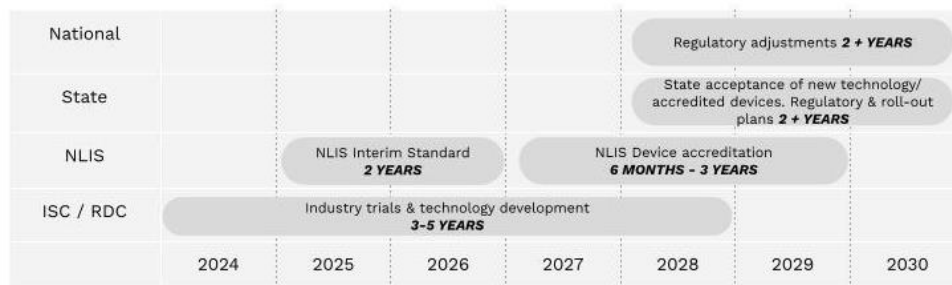 National
Regulatory adjustments 2 + YEARS
State
State acceptance of new technology/
accredited devices. Regulatory & roll-out
plans 2 + YEARS
NLIS
NLIS Interim Standard
2 YEARS
NLIS Device accreditation
6 MONTHS - 3 YEARS
ISC / RDC
Industry trials & technology development
3-5 YEARS
2024 2025 2026 2027 2028 2029 2030